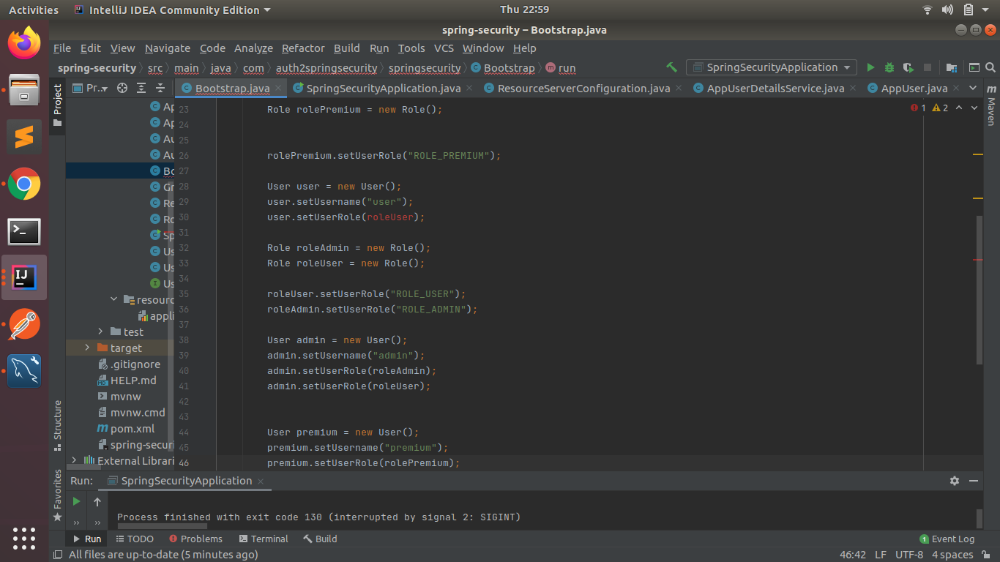 Activities IntelliJ IDEA Community Edition Thu 22:59
spring-security – Bootstrap.java
File Edit View Navigate Code Analyze Refactor Build Run Tools VCS Window Help
spring-security src main java com auth2springsecurity springsecurity Bootstrap run SpringSecurityApplication
Project Pr... Bootstrap.java SpringSecurityApplication.java ResourceServerConfiguration.java AppUserDetailsService.java AppUser.java Maven
Ap
Ap
Au
Au
Bo
Gr
Re
Ro
Sp
Us
Us
Us
resourc
appli
test
target
.gitignore
HELP.md
mvnw
mvnw.cmd
pom.xml
spring-securi
External Librari
1 2
23 Role rolePremium = new Role();
24
25
26 rolePremium.setUserRole("ROLE_PREMIUM");
27
28 User user = new User();
29 user.setUsername("user");
30 user.setUserRole(roleUser);
31
32 Role roleAdmin = new Role();
33 Role roleUser = new Role();
34
35 roleUser.setUserRole("ROLE_USER");
36 roleAdmin.setUserRole("ROLE_ADMIN");
37
38 User admin = new User();
39 admin.setUsername("admin");
40 admin.setUserRole(roleAdmin);
41 admin.setUserRole(roleUser);
42
43
44 User premium = new User();
45 premium.setUsername("premium");
46 premium.setUserRole(rolePremium);
Structure
Favorites
Run: SpringSecurityApplication
Process finished with exit code 130 (interrupted by signal 2: SIGINT)
Run TODO Problems Terminal Build 1 Event Log
All files are up-to-date (5 minutes ago) 46:42 LF UTF-8 4 spaces